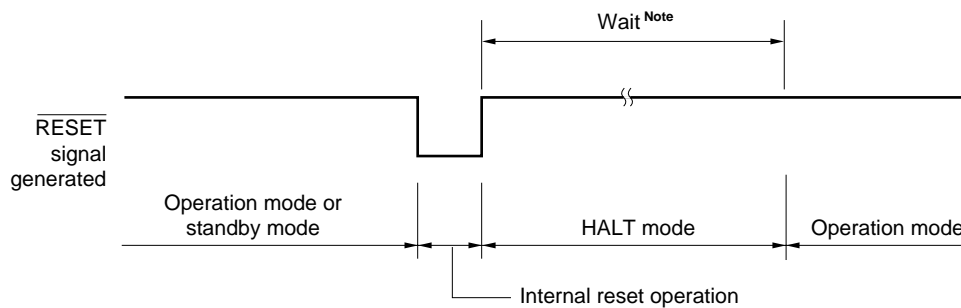 Wait Note
RESET
signal
generated
Operation mode or
standby mode
HALT mode
Operation mode
Internal reset operation